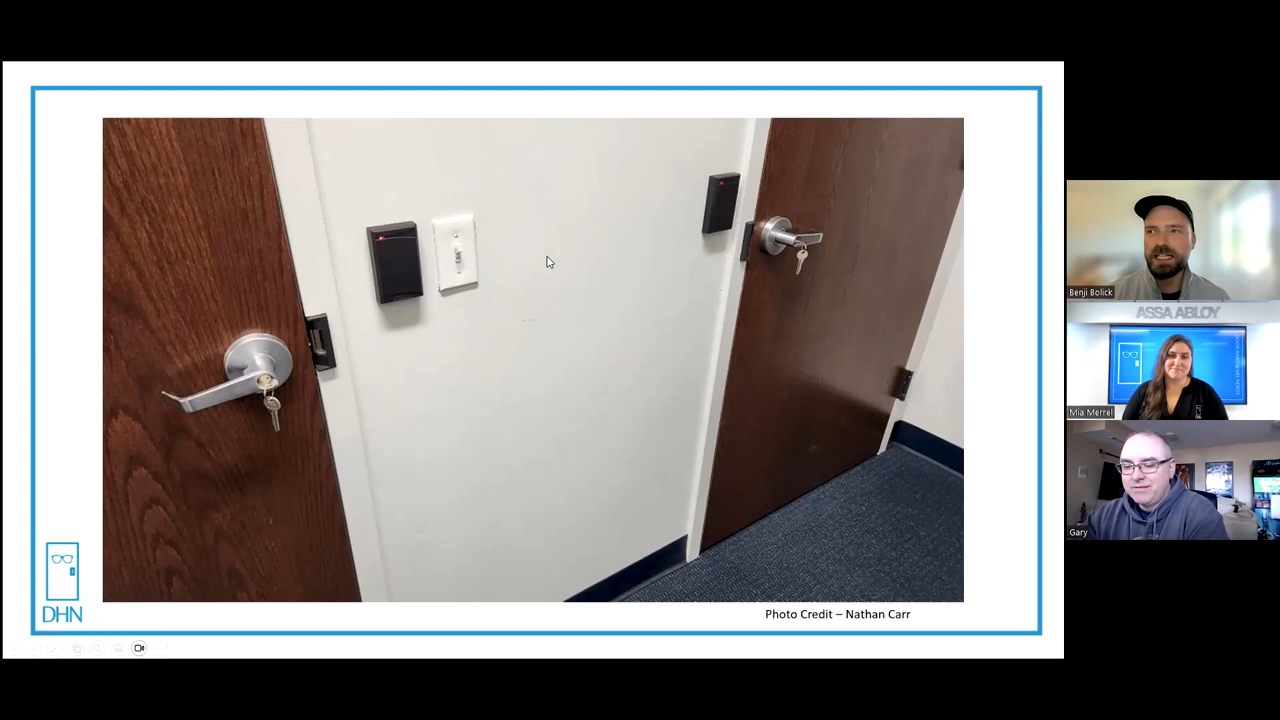 DHN
Photo Credit – Nathan Carr
Benji Bolick
ASSA ABLOY
Mia Merrel
Gary